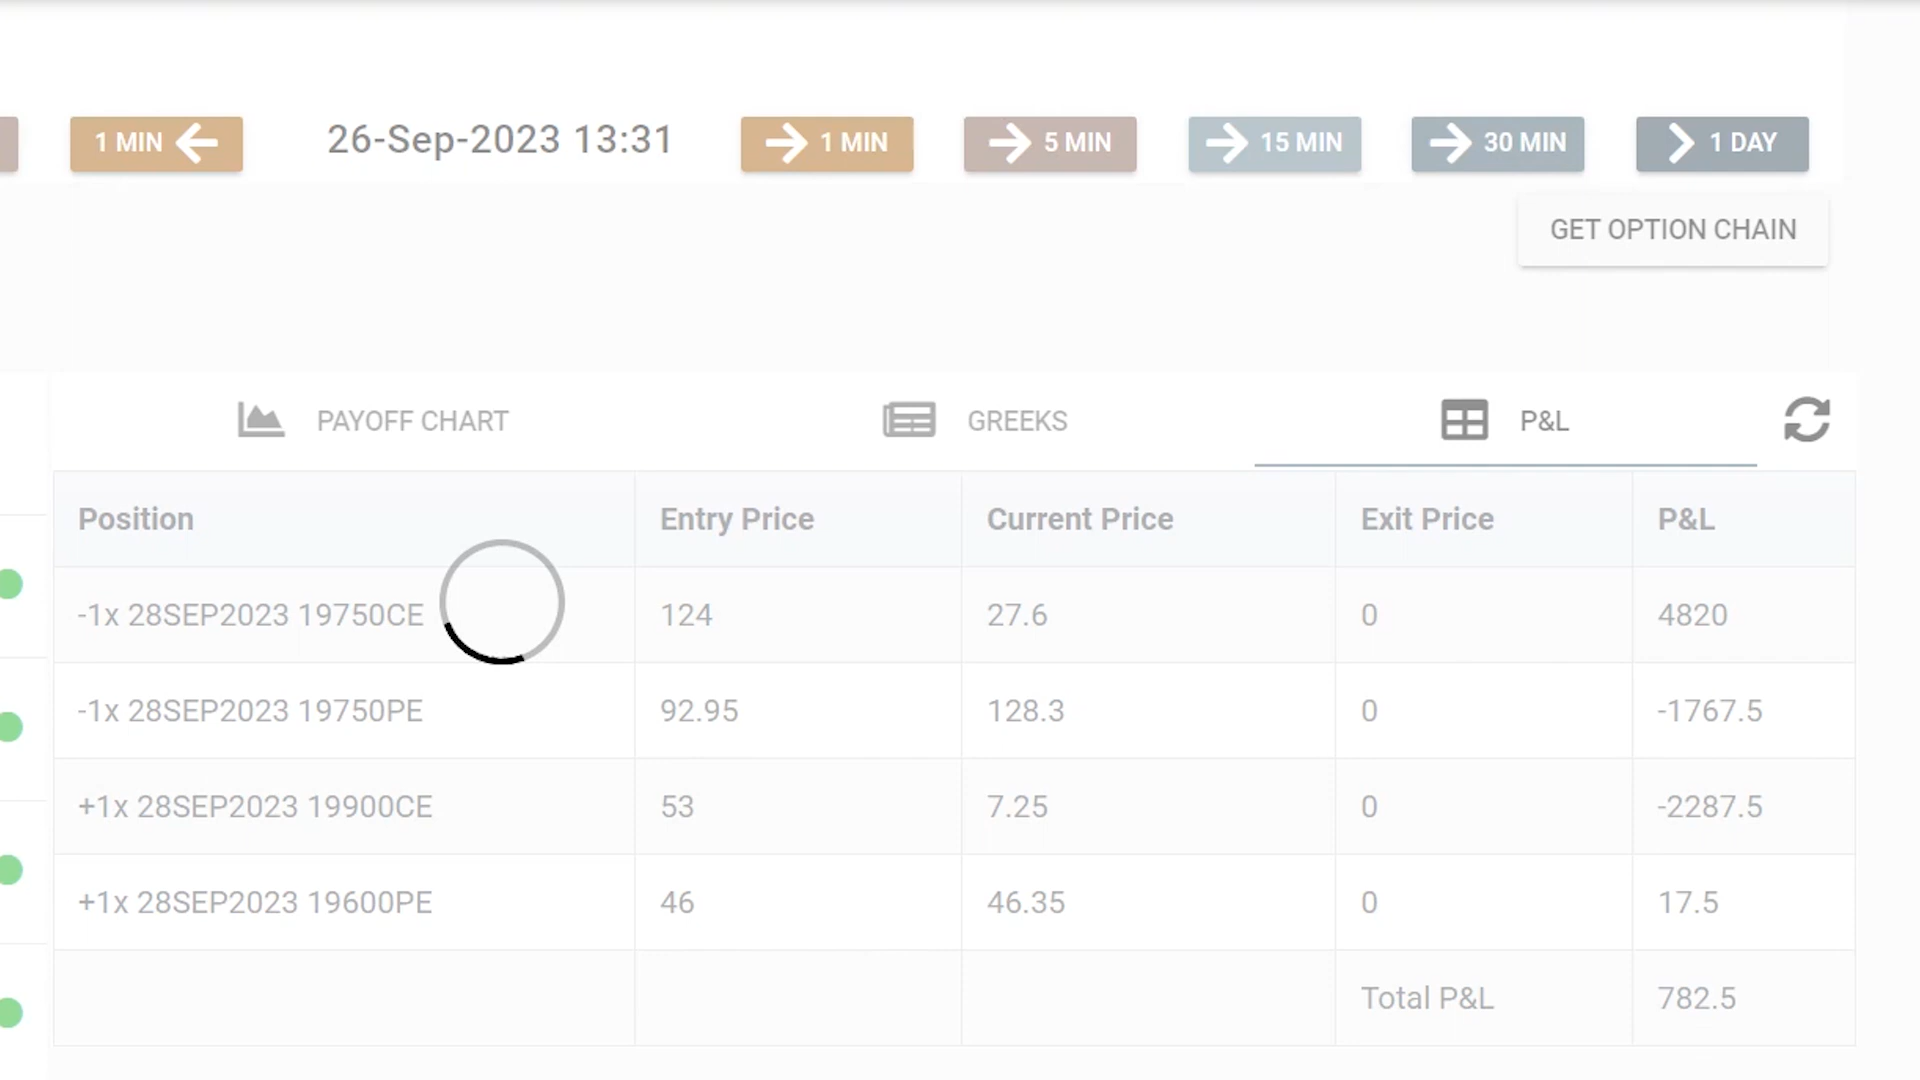 1 MIN 26-Sep-2023 13:31 1 MIN 5 MIN 15 MIN 30 MIN 1 DAY
GET OPTION CHAIN
PAYOFF CHART GREEKS P&L
Position Entry Price Current Price Exit Price P&L
-1x 28SEP2023 19750CE 124 27.6 0 4820
-1x 28SEP2023 19750PE 92.95 128.3 0 -1767.5
+1x 28SEP2023 19900CE 53 7.25 0 -2287.5
+1x 28SEP2023 19600PE 46 46.35 0 17.5
Total P&L 782.5